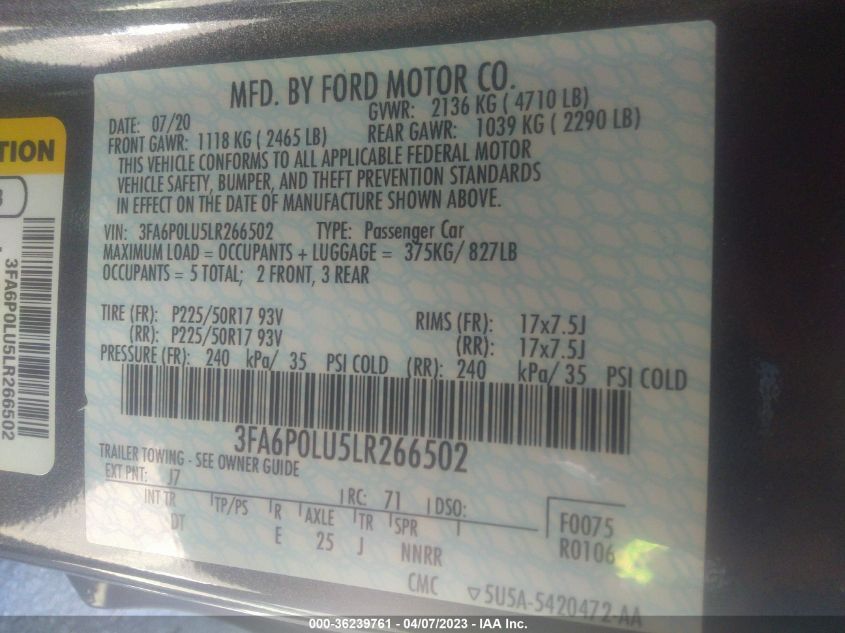 MFD. BY FORD MOTOR CO.
DATE: 07/20 GVWR: 2136 KG ( 4710 LB)
FRONT GAWR: 1118 KG ( 2465 LB) REAR GAWR: 1039 KG ( 2290 LB)
THIS VEHICLE CONFORMS TO ALL APPLICABLE FEDERAL MOTOR
VEHICLE SAFETY, BUMPER, AND THEFT PREVENTION STANDARDS
IN EFFECT ON THE DATE OF MANUFACTURE SHOWN ABOVE.
VIN: 3FA6P0LU5LR266502 TYPE: Passenger Car
MAXIMUM LOAD = OCCUPANTS + LUGGAGE = 375KG/ 827LB
OCCUPANTS = 5 TOTAL; 2 FRONT, 3 REAR
TIRE (FR): P225/50R17 93V RIMS (FR): 17x7.5J
(RR): P225/50R17 93V (RR): 17x7.5J
PRESSURE (FR): 240 kPa/ 35 PSI COLD (RR): 240 kPa/ 35 PSI COLD
3FA6P0LU5LR266502
TRAILER TOWING - SEE OWNER GUIDE
EXT PNT: J7 RC: 71 DSO:
INT TR TP/PS R AXLE TR SPR F0075
DT E 25 J NNRR R0106
CMC 5U5A-5420472-AA
TION
3FA6P0LU5LR266502
000-36239761 - 04/07/2023 - IAA Inc.